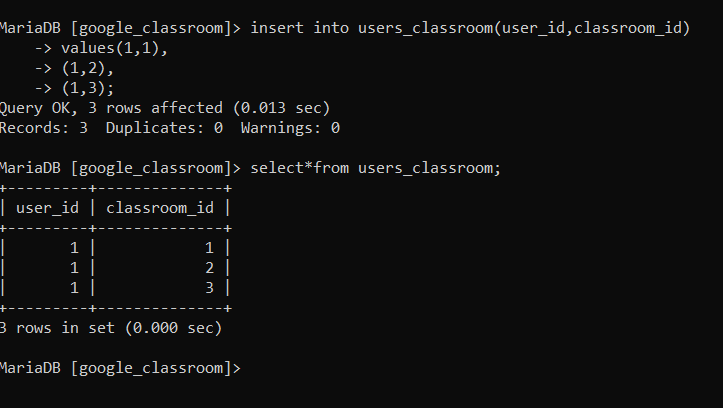 MariaDB [google_classroom]> insert into users_classroom(user_id,classroom_id)
    -> values(1,1),
    -> (1,2),
    -> (1,3);
Query OK, 3 rows affected (0.013 sec)
Records: 3  Duplicates: 0  Warnings: 0

MariaDB [google_classroom]> select*from users_classroom;
+---------+--------------+
| user_id | classroom_id |
+---------+--------------+
|       1 |            1 |
|       1 |            2 |
|       1 |            3 |
+---------+--------------+
3 rows in set (0.000 sec)

MariaDB [google_classroom]>